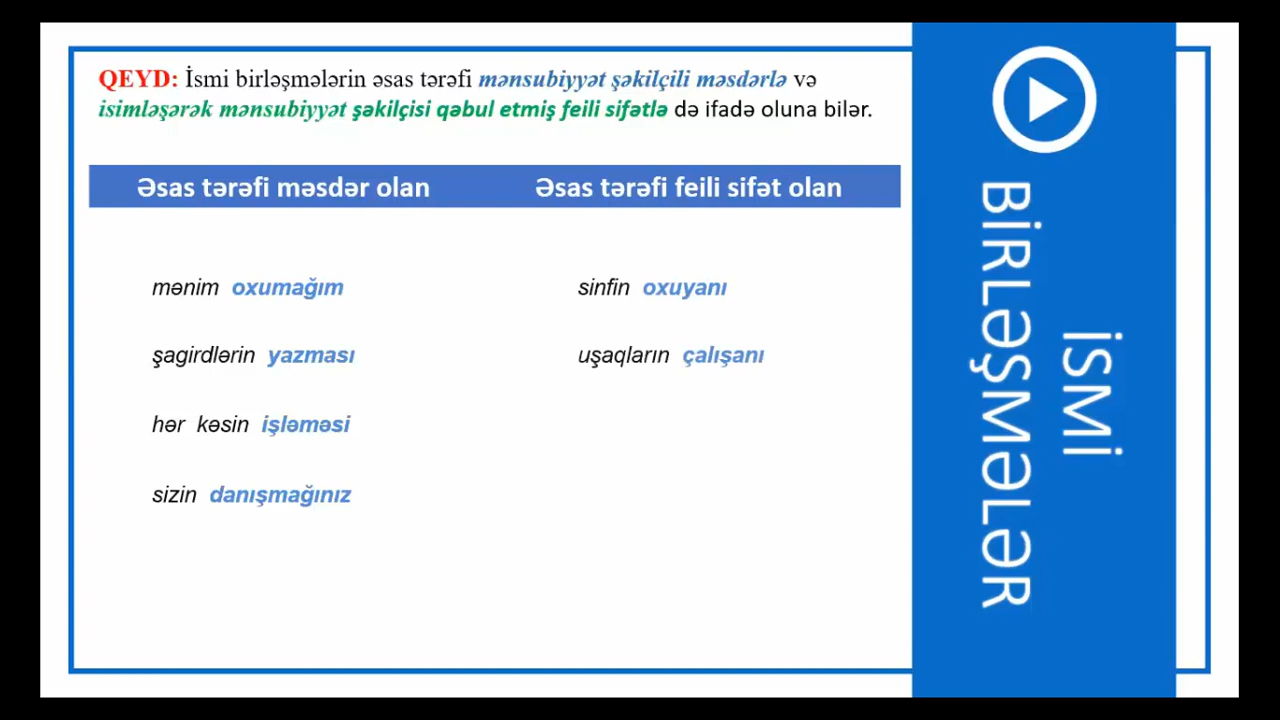 QEYD: İsmi birləşmələrin əsas tərəfi mənsubiyyət şəkilçili məsdərlə və
isimləşərək mənsubiyyət şəkilçisi qəbul etmiş feili sifətlə də ifadə oluna bilər.
Əsas tərəfi məsdər olan Əsas tərəfi feili sifət olan
mənim oxumağım sinfin oxuyanı
şagirdlərin yazması uşaqların çalışanı
hər kəsin işləməsi
sizin danışmağınız
İSMİ
BİRLƏŞMƏLƏR